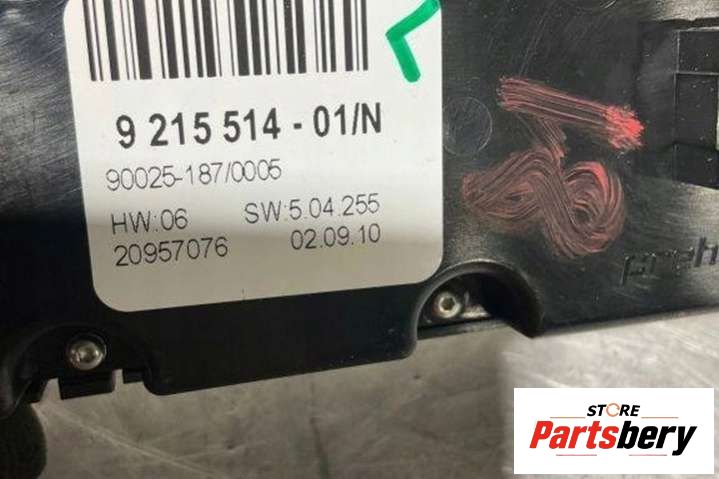 9 215 514 - 01/N
90025-187/0005
HW:06 SW:5.04.255
20957076 02.09.10
preh
STORE
Partsbery